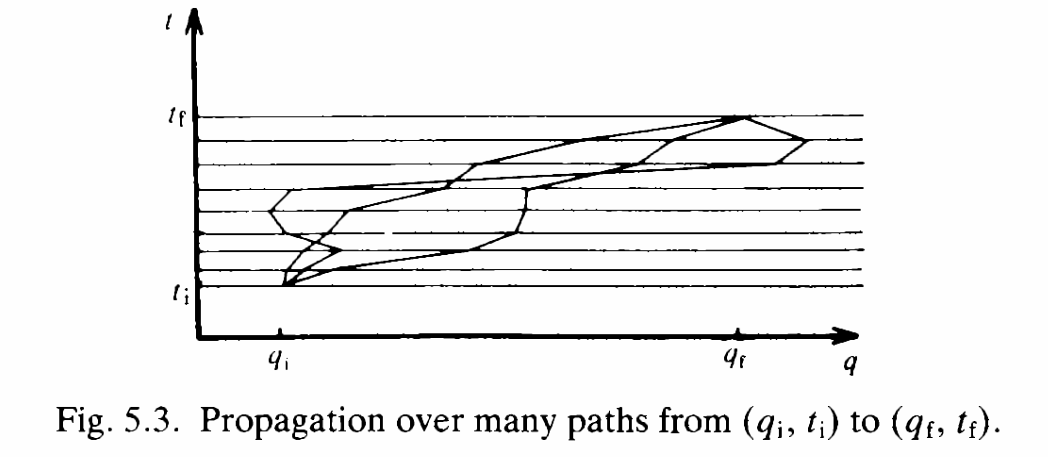 t
t_f
t_i
q_i
q_f
q
Fig. 5.3. Propagation over many paths from (q_i, t_i) to (q_f, t_f).